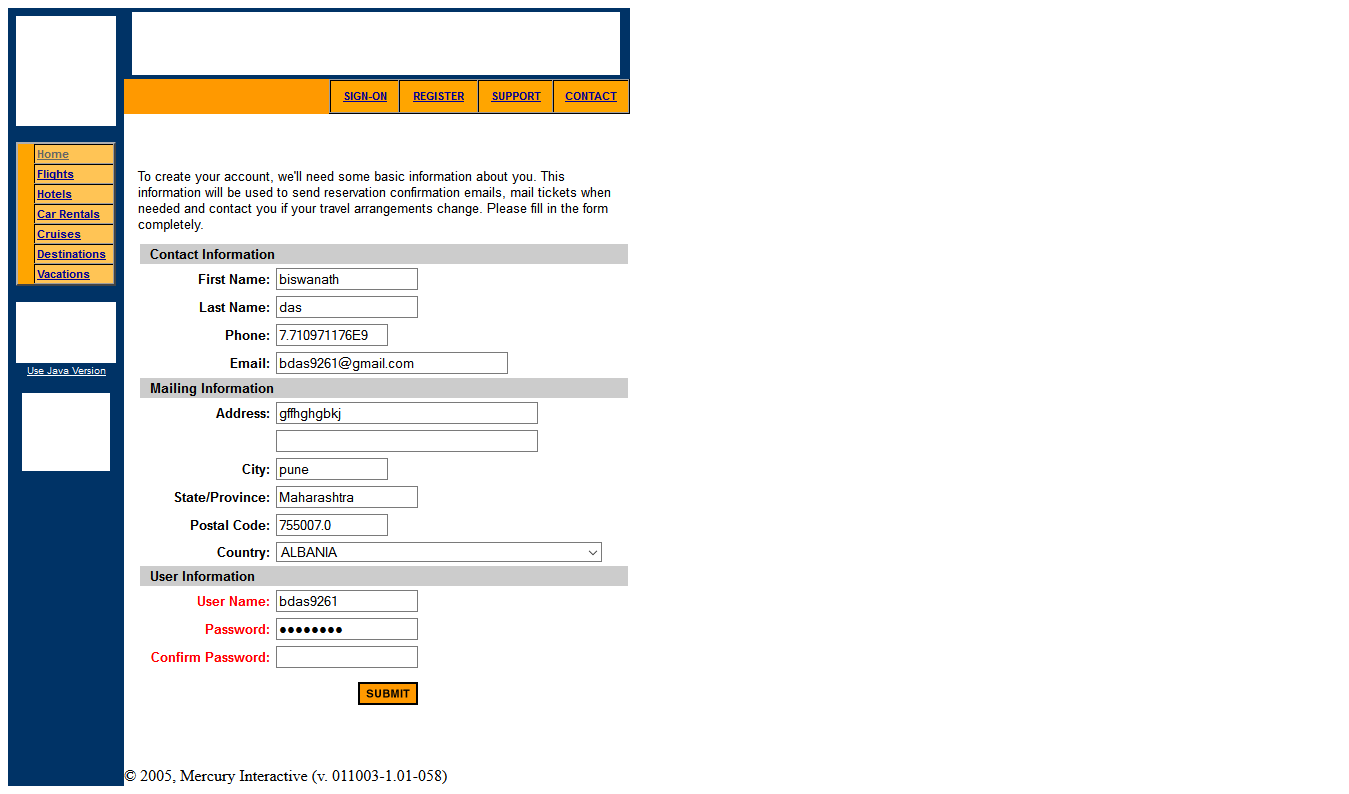 SIGN-ON REGISTER SUPPORT CONTACT
Home
Flights
Hotels
Car Rentals
Cruises
Destinations
Vacations
Use Java Version
To create your account, we'll need some basic information about you. This
information will be used to send reservation confirmation emails, mail tickets when
needed and contact you if your travel arrangements change. Please fill in the form
completely.
Contact Information
First Name: biswanath
Last Name: das
Phone: 7.710971176E9
Email: bdas9261@gmail.com
Mailing Information
Address: gffhghgbkj
City: pune
State/Province: Maharashtra
Postal Code: 755007.0
Country: ALBANIA
User Information
User Name: bdas9261
Password: ●●●●●●●●
Confirm Password:
SUBMIT
© 2005, Mercury Interactive (v. 011003-1.01-058)